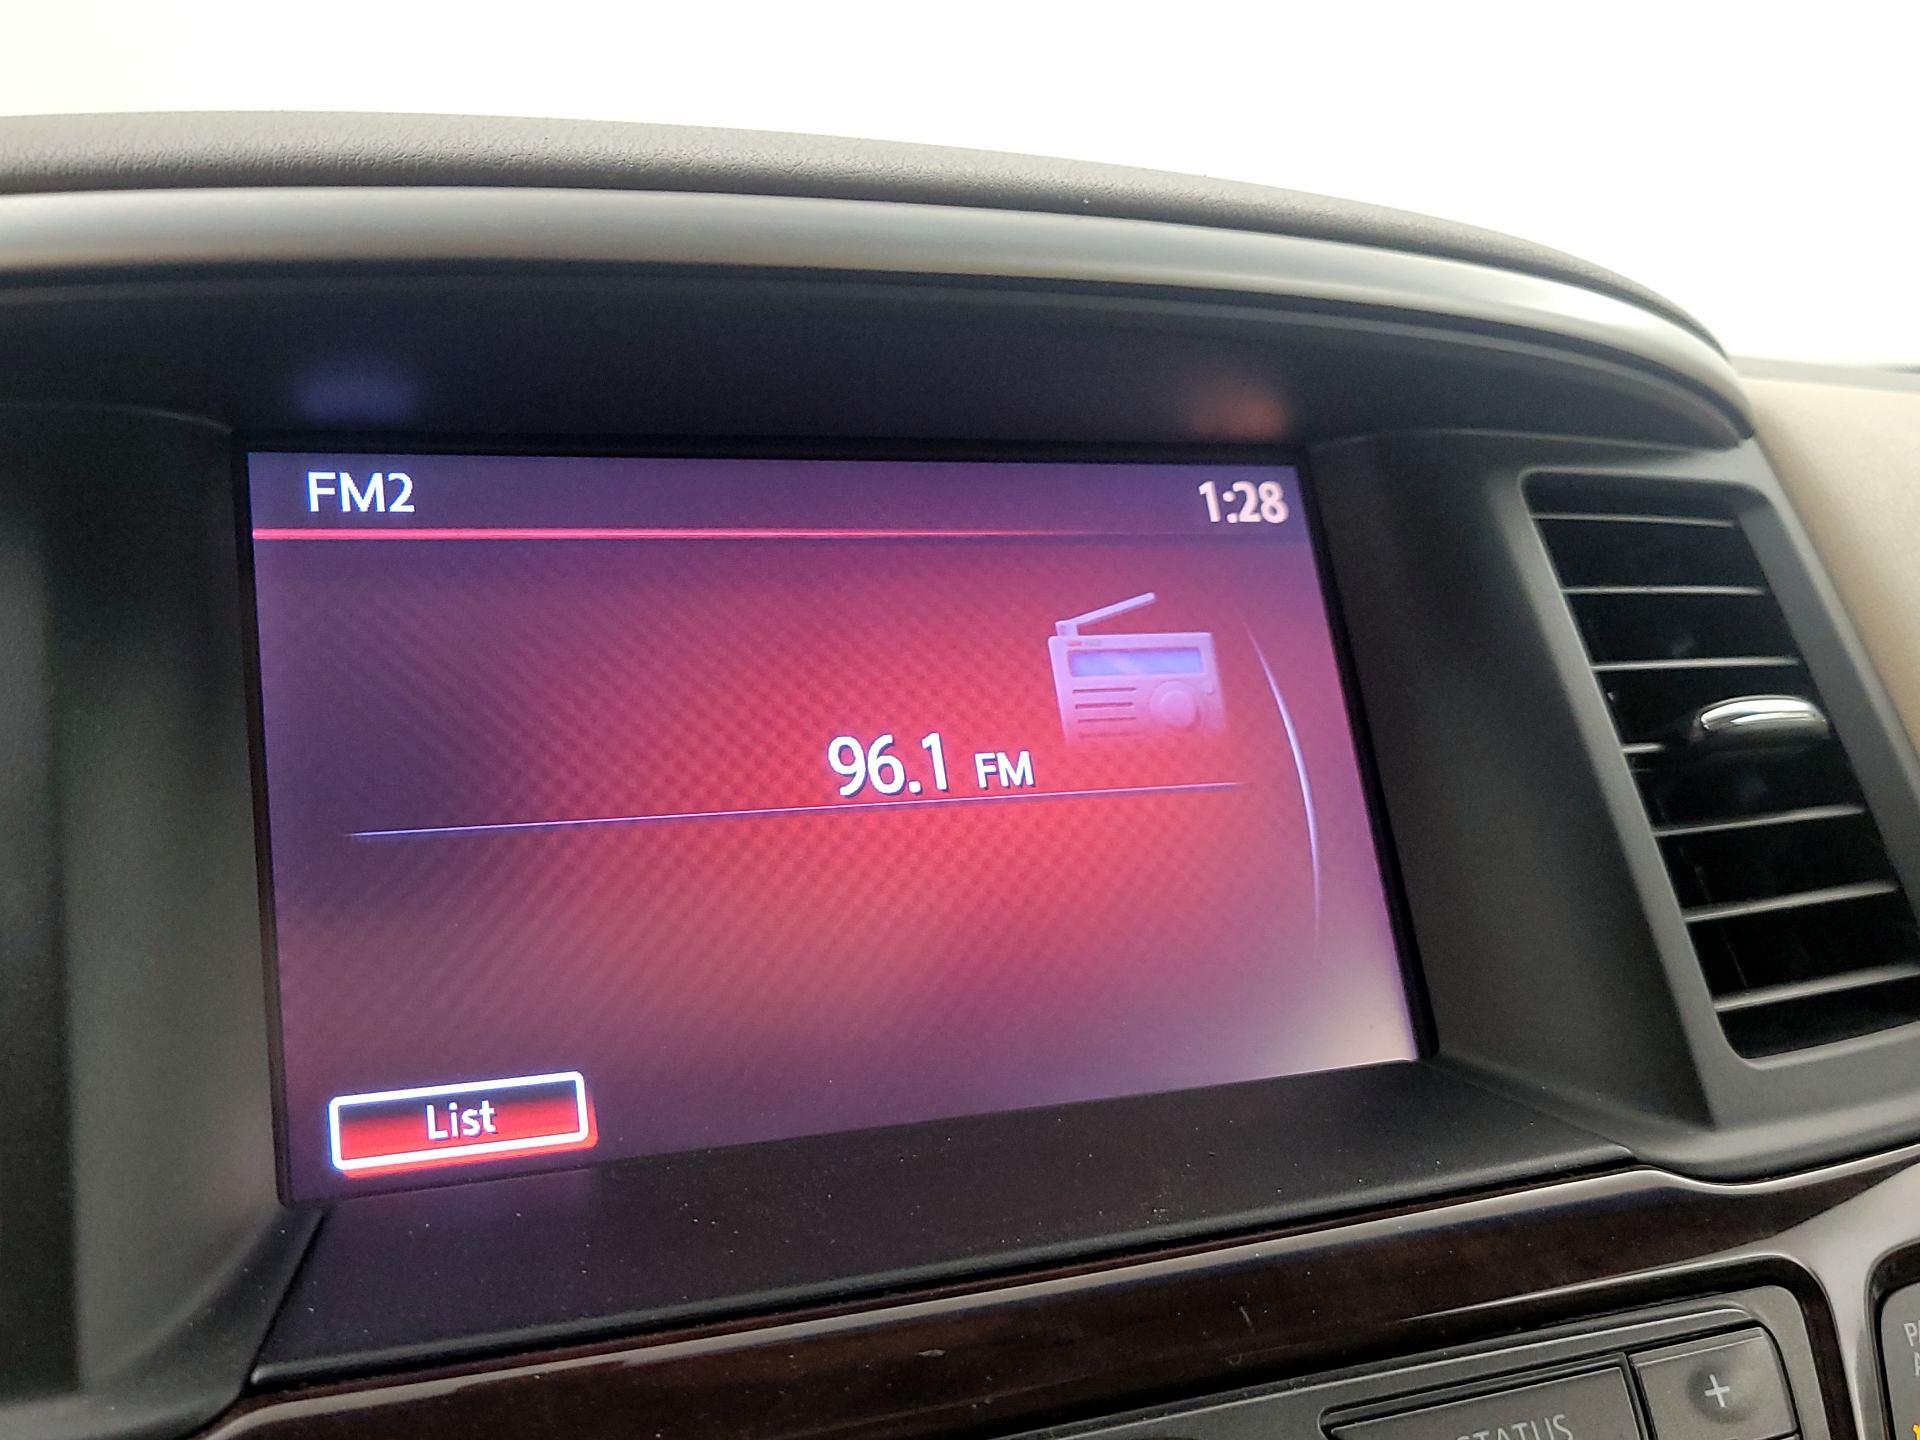 FM2
1:28
96.1 FM
List
+
STATUS